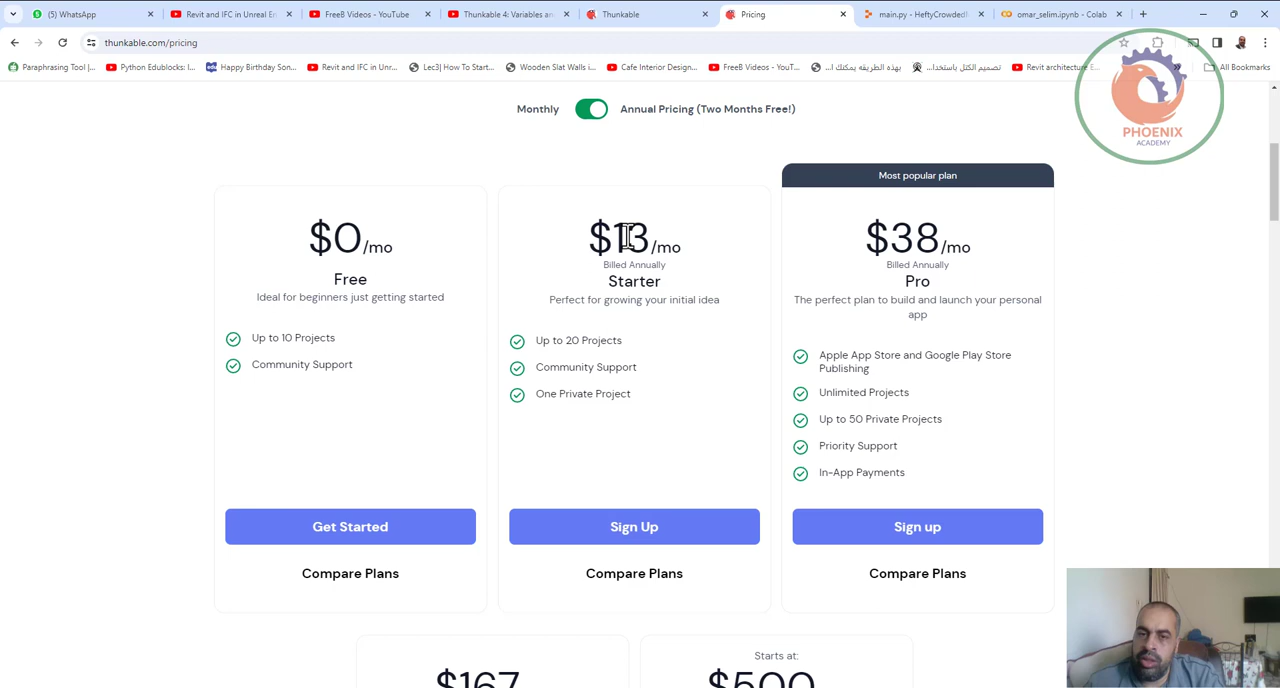 (5) WhatsApp
Revit and IFC in Unreal En
FreeB Videos - YouTube
Thunkable 4: Variables an
Thunkable
Pricing
main.py - HeftyCrowded
omar_selim.ipynb - Colab
thunkable.com/pricing
Paraphrasing Tool |...
Python Edublocks: I...
Happy Birthday Son...
Revit and IFC in Unr...
[Lec3] How To Start...
Wooden Slat Walls i...
Cafe Interior Design...
FreeB Videos - YouT...
بهذه الطريقه يمكنك ا...
تصميم الكتل باستخدا...
Revit architecture E...
All Bookmarks
PHOENIX
ACADEMY
Monthly
Annual Pricing (Two Months Free!)
$0/mo
Free
Ideal for beginners just getting started
Up to 10 Projects
Community Support
Get Started
Compare Plans
$13/mo
Billed Annually
Starter
Perfect for growing your initial idea
Up to 20 Projects
Community Support
One Private Project
Sign Up
Compare Plans
Most popular plan
$38/mo
Billed Annually
Pro
The perfect plan to build and launch your personal
app
Apple App Store and Google Play Store
Publishing
Unlimited Projects
Up to 50 Private Projects
Priority Support
In-App Payments
Sign up
Compare Plans
$167
Starts at:
$500